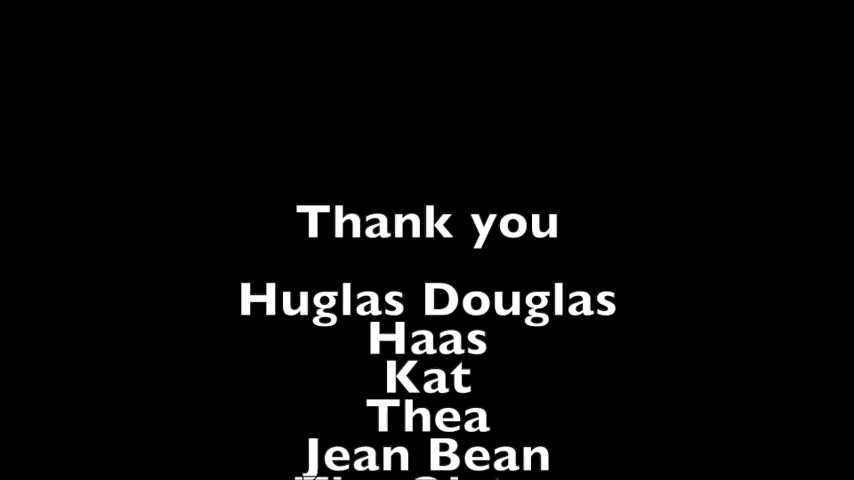 Thank you
Huglas Douglas
Haas
Kat
Thea
Jean Bean